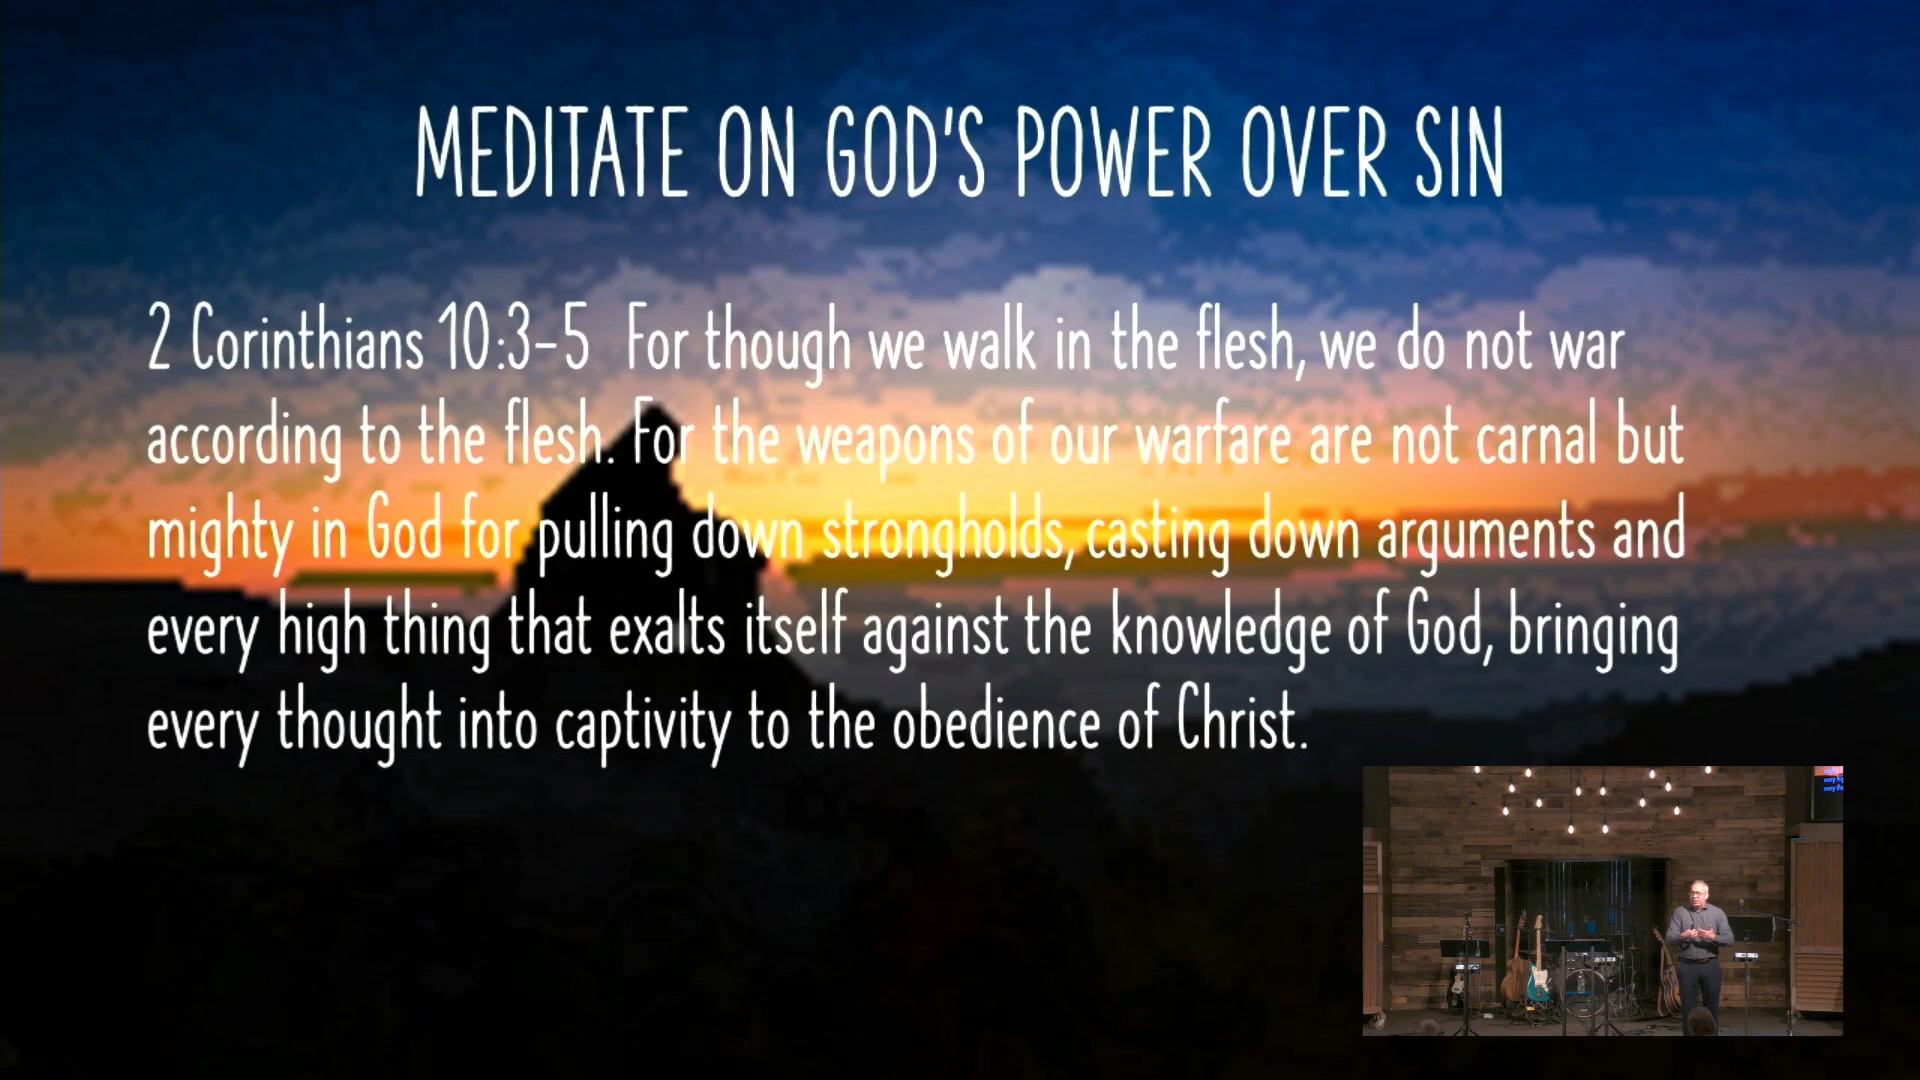 MEDITATE ON GOD'S POWER OVER SIN
2 Corinthians 10:3-5 For though we walk in the flesh, we do not war
according to the flesh. For the weapons of our warfare are not carnal but
mighty in God for pulling down strongholds, casting down arguments and
every high thing that exalts itself against the knowledge of God, bringing
every thought into captivity to the obedience of Christ.